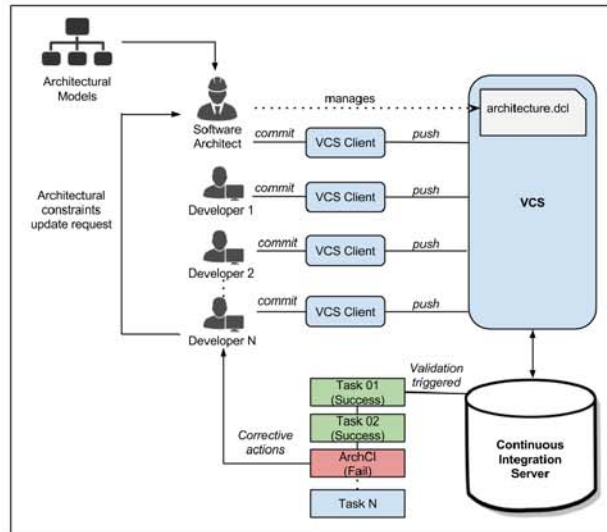 Architectural
Models
Software
Architect
manages
architecture.dcl
commit
VCS Client
push
Architectural
constraints
update request
Developer 1
commit
VCS Client
push
VCS
Developer 2
commit
VCS Client
push
Developer N
commit
VCS Client
push
Validation
triggered
Task 01
(Success)
Task 02
(Success)
Corrective
actions
ArchCI
(Fail)
Task N
Continuous
Integration
Server